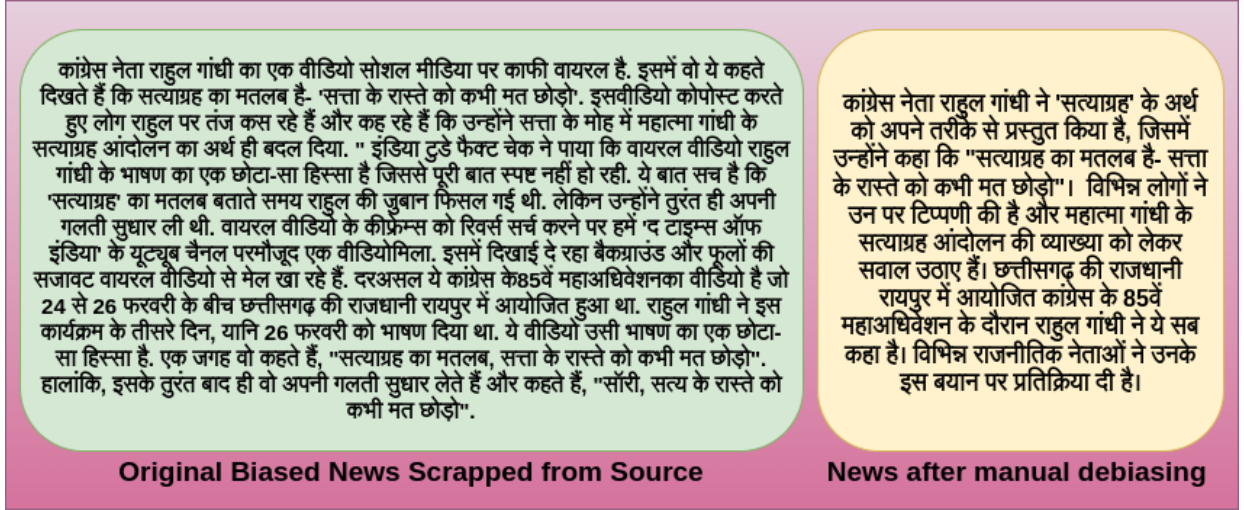 कांग्रेस नेता राहुल गांधी का एक वीडियो सोशल मीडिया पर काफी वायरल है. इसमें वो ये कहते
दिखते हैं कि सत्याग्रह का मतलब है- 'सत्ता के रास्ते को कभी मत छोड़ो'. इसवीडियो कोपोस्ट करते
हुए लोग राहुल पर तंज कस रहे हैं और कह रहे हैं कि उन्होंने सत्ता के मोह में महात्मा गांधी के
सत्याग्रह आंदोलन का अर्थ ही बदल दिया. " इंडिया टुडे फैक्ट चेक ने पाया कि वायरल वीडियो राहुल
गांधी के भाषण का एक छोटा-सा हिस्सा है जिससे पूरी बात स्पष्ट नहीं हो रही. ये बात सच है कि
'सत्याग्रह' का मतलब बताते समय राहुल की जुबान फिसल गई थी. लेकिन उन्होंने तुरंत ही अपनी
गलती सुधार ली थी. वायरल वीडियो के कीफ्रेम्स को रिवर्स सर्च करने पर हमें 'द टाइम्स ऑफ
इंडिया' के यूट्यूब चैनल परमौजूद एक वीडियोमिला. इसमें दिखाई दे रहा बैकग्राउंड और फूलों की
सजावट वायरल वीडियो से मेल खा रहे हैं. दरअसल ये कांग्रेस के85वें महाअधिवेशनका वीडियो है जो
24 से 26 फरवरी के बीच छत्तीसगढ़ की राजधानी रायपुर में आयोजित हुआ था. राहुल गांधी ने इस
कार्यक्रम के तीसरे दिन, यानि 26 फरवरी को भाषण दिया था. ये वीडियो उसी भाषण का एक छोटा-
सा हिस्सा है. एक जगह वो कहते हैं, "सत्याग्रह का मतलब, सत्ता के रास्ते को कभी मत छोड़ो".
हालांकि, इसके तुरंत बाद ही वो अपनी गलती सुधार लेते हैं और कहते हैं, "सॉरी, सत्य के रास्ते को
कभी मत छोड़ो".
Original Biased News Scrapped from Source
कांग्रेस नेता राहुल गांधी ने 'सत्याग्रह' के अर्थ
को अपने तरीके से प्रस्तुत किया है, जिसमें
उन्होंने कहा कि "सत्याग्रह का मतलब है- सत्ता
के रास्ते को कभी मत छोड़ो"। विभिन्न लोगों ने
उन पर टिप्पणी की है और महात्मा गांधी के
सत्याग्रह आंदोलन की व्याख्या को लेकर
सवाल उठाए हैं। छत्तीसगढ़ की राजधानी
रायपुर में आयोजित कांग्रेस के 85वें
महाअधिवेशन के दौरान राहुल गांधी ने ये सब
कहा है। विभिन्न राजनीतिक नेताओं ने उनके
इस बयान पर प्रतिक्रिया दी है।
News after manual debiasing